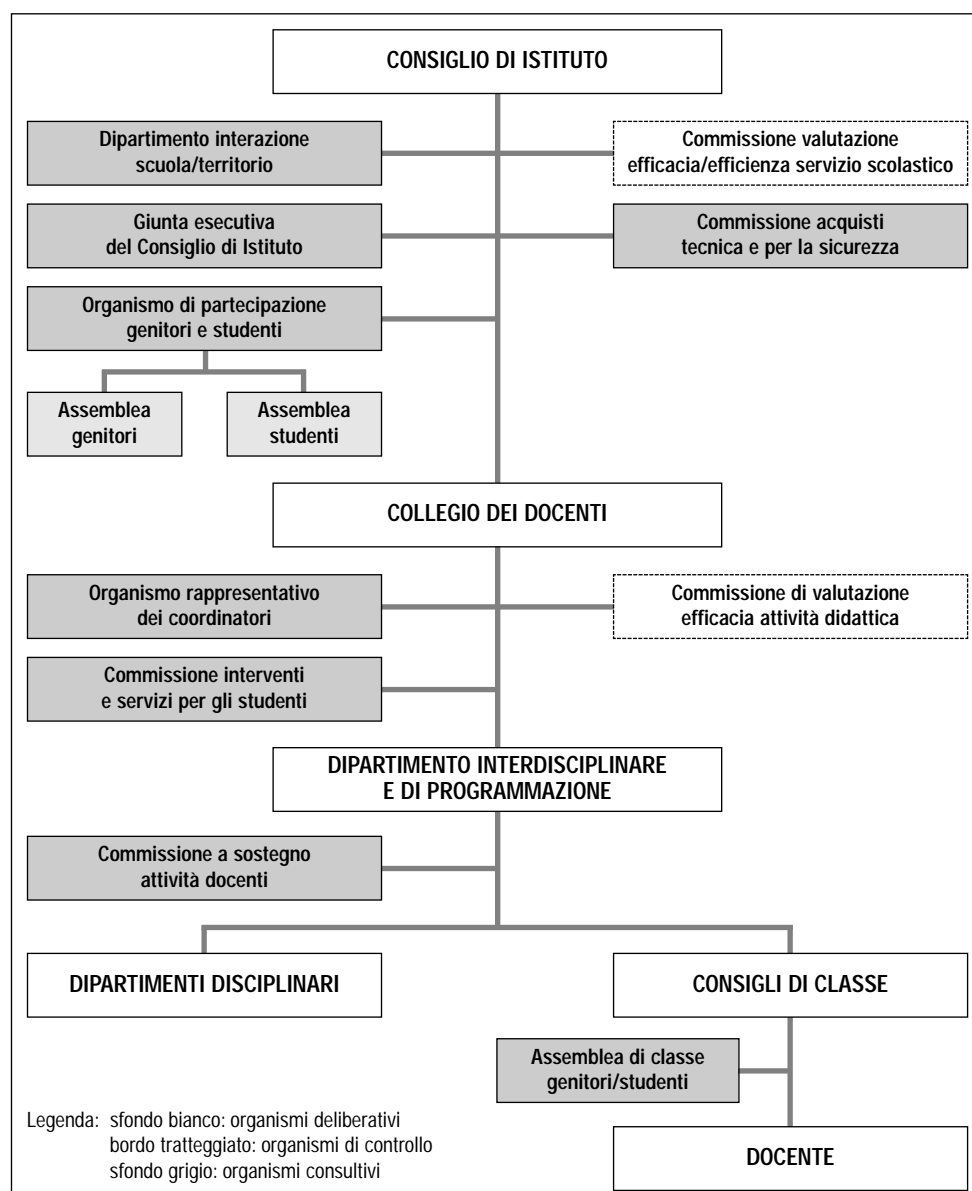 CONSIGLIO DI ISTITUTO
Dipartimento interazione
scuola/territorio
Commissione valutazione
efficacia/efficienza servizio scolastico
Giunta esecutiva
del Consiglio di Istituto
Commissione acquisti
tecnica e per la sicurezza
Organismo di partecipazione
genitori e studenti
Assemblea
genitori
Assemblea
studenti
COLLEGIO DEI DOCENTI
Organismo rappresentativo
dei coordinatori
Commissione di valutazione
efficacia attività didattica
Commissione interventi
e servizi per gli studenti
DIPARTIMENTO INTERDISCIPLINARE
E DI PROGRAMMAZIONE
Commissione a sostegno
attività docenti
DIPARTIMENTI DISCIPLINARI
CONSIGLI DI CLASSE
Assemblea di classe
genitori/studenti
DOCENTE
Legenda: sfondo bianco: organismi deliberativi
bordo tratteggiato: organismi di controllo
sfondo grigio: organismi consultivi